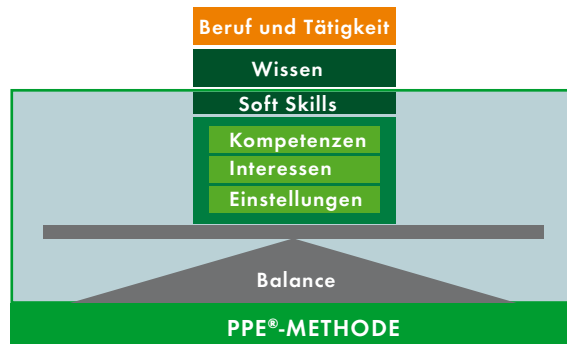 Beruf und Tätigkeit
Wissen
Soft Skills
Kompetenzen
Interessen
Einstellungen
Balance
PPE®-METHODE